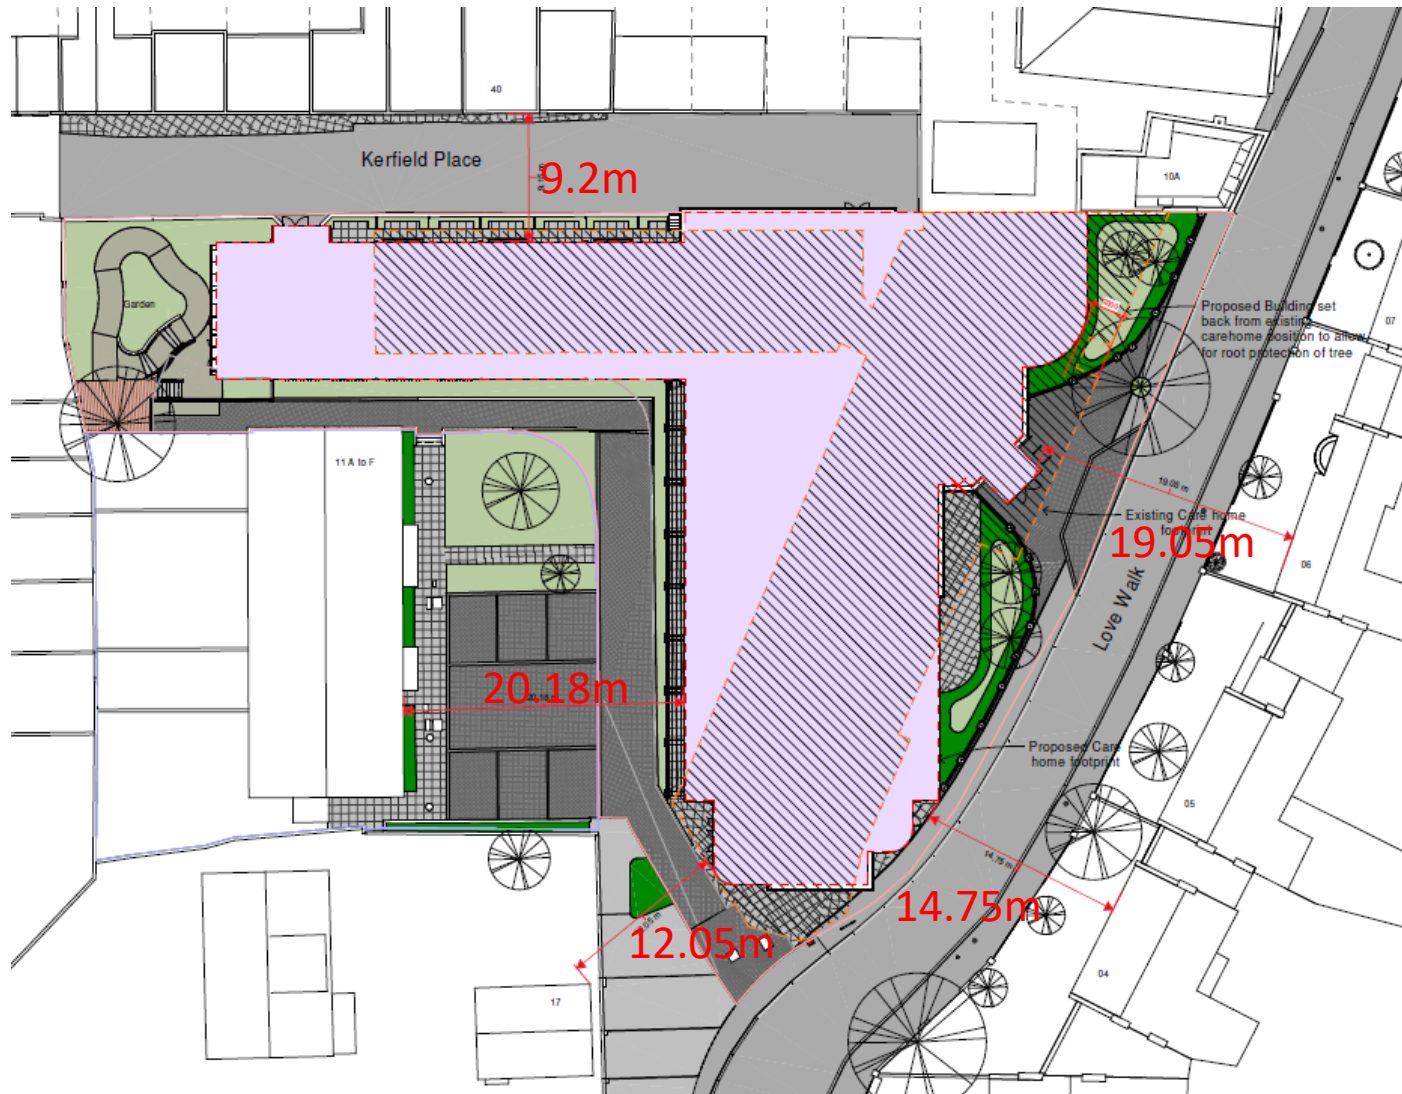 40
Kerfield Place
9.2m
10A
Garden
Proposed Building set
back from existing
carehome position to allow
for root protection of tree
07
11 A to F
19.05 m
Existing Care home
footprint
19.05m
06
Love Walk
20.18m
Proposed Care
home footprint
05
14.75 m
14.75m
12.05m
04
17